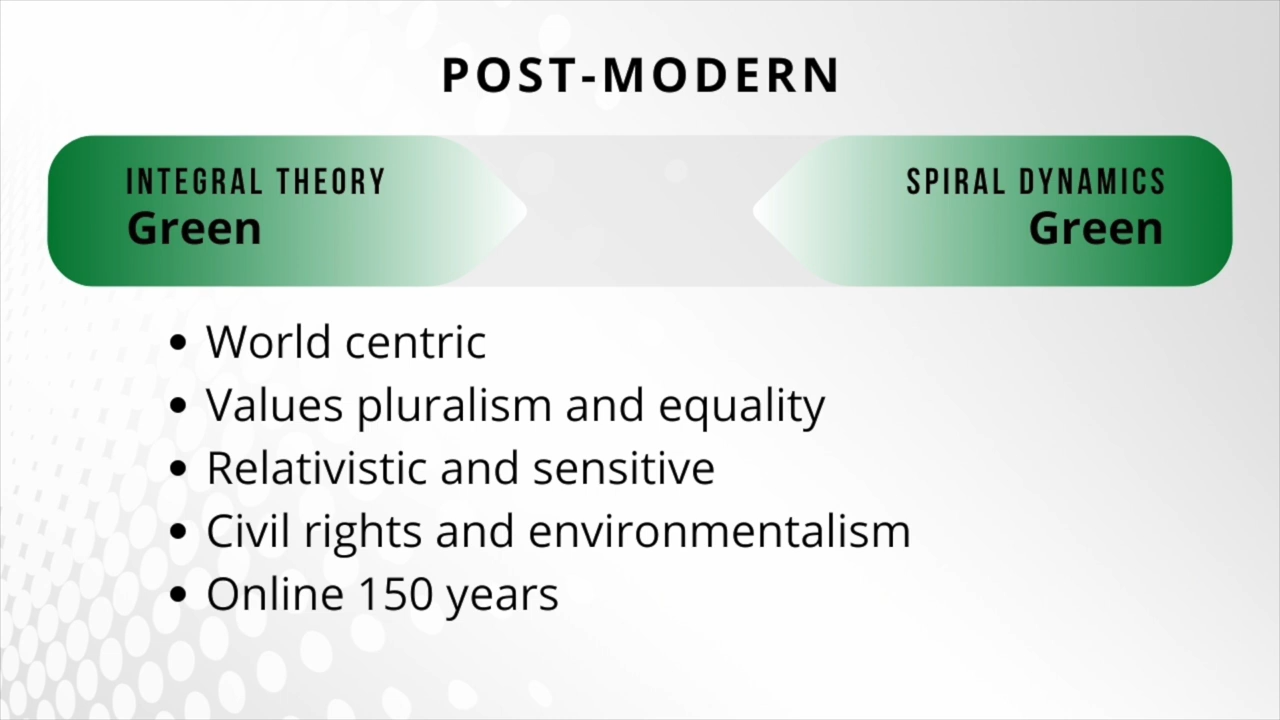 POST-MODERN
INTEGRAL THEORY
Green
SPIRAL DYNAMICS
Green
• World centric
• Values pluralism and equality
• Relativistic and sensitive
• Civil rights and environmentalism
• Online 150 years